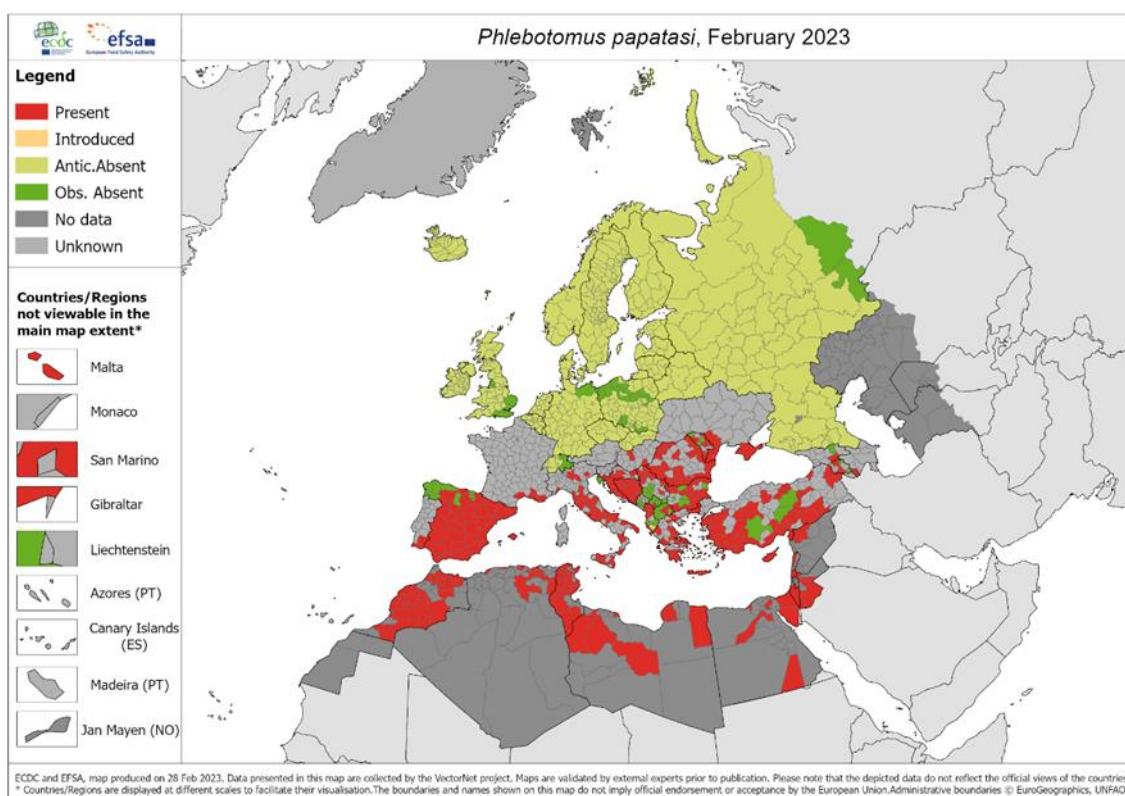 ecdc
efsa
European Food Safety Authority
Phlebotomus papatasi, February 2023
Legend
Present
Introduced
Antic.Absent
Obs. Absent
No data
Unknown
Countries/Regions
not viewable in the
main map extent*
Malta
Monaco
San Marino
Gibraltar
Liechtenstein
Azores (PT)
Canary Islands
(ES)
Madeira (PT)
Jan Mayen (NO)
ECDC and EFSA, map produced on 28 Feb 2023. Data presented in this map are collected by the VectorNet project. Maps are validated by external experts prior to publication. Please note that the depicted data do not reflect the official views of the countries
* Countries/Regions are displayed at different scales to facilitate their visualisation.The boundaries and names shown on this map do not imply official endorsement or acceptance by the European Union.Administrative boundaries © EuroGeographics, UNFAO